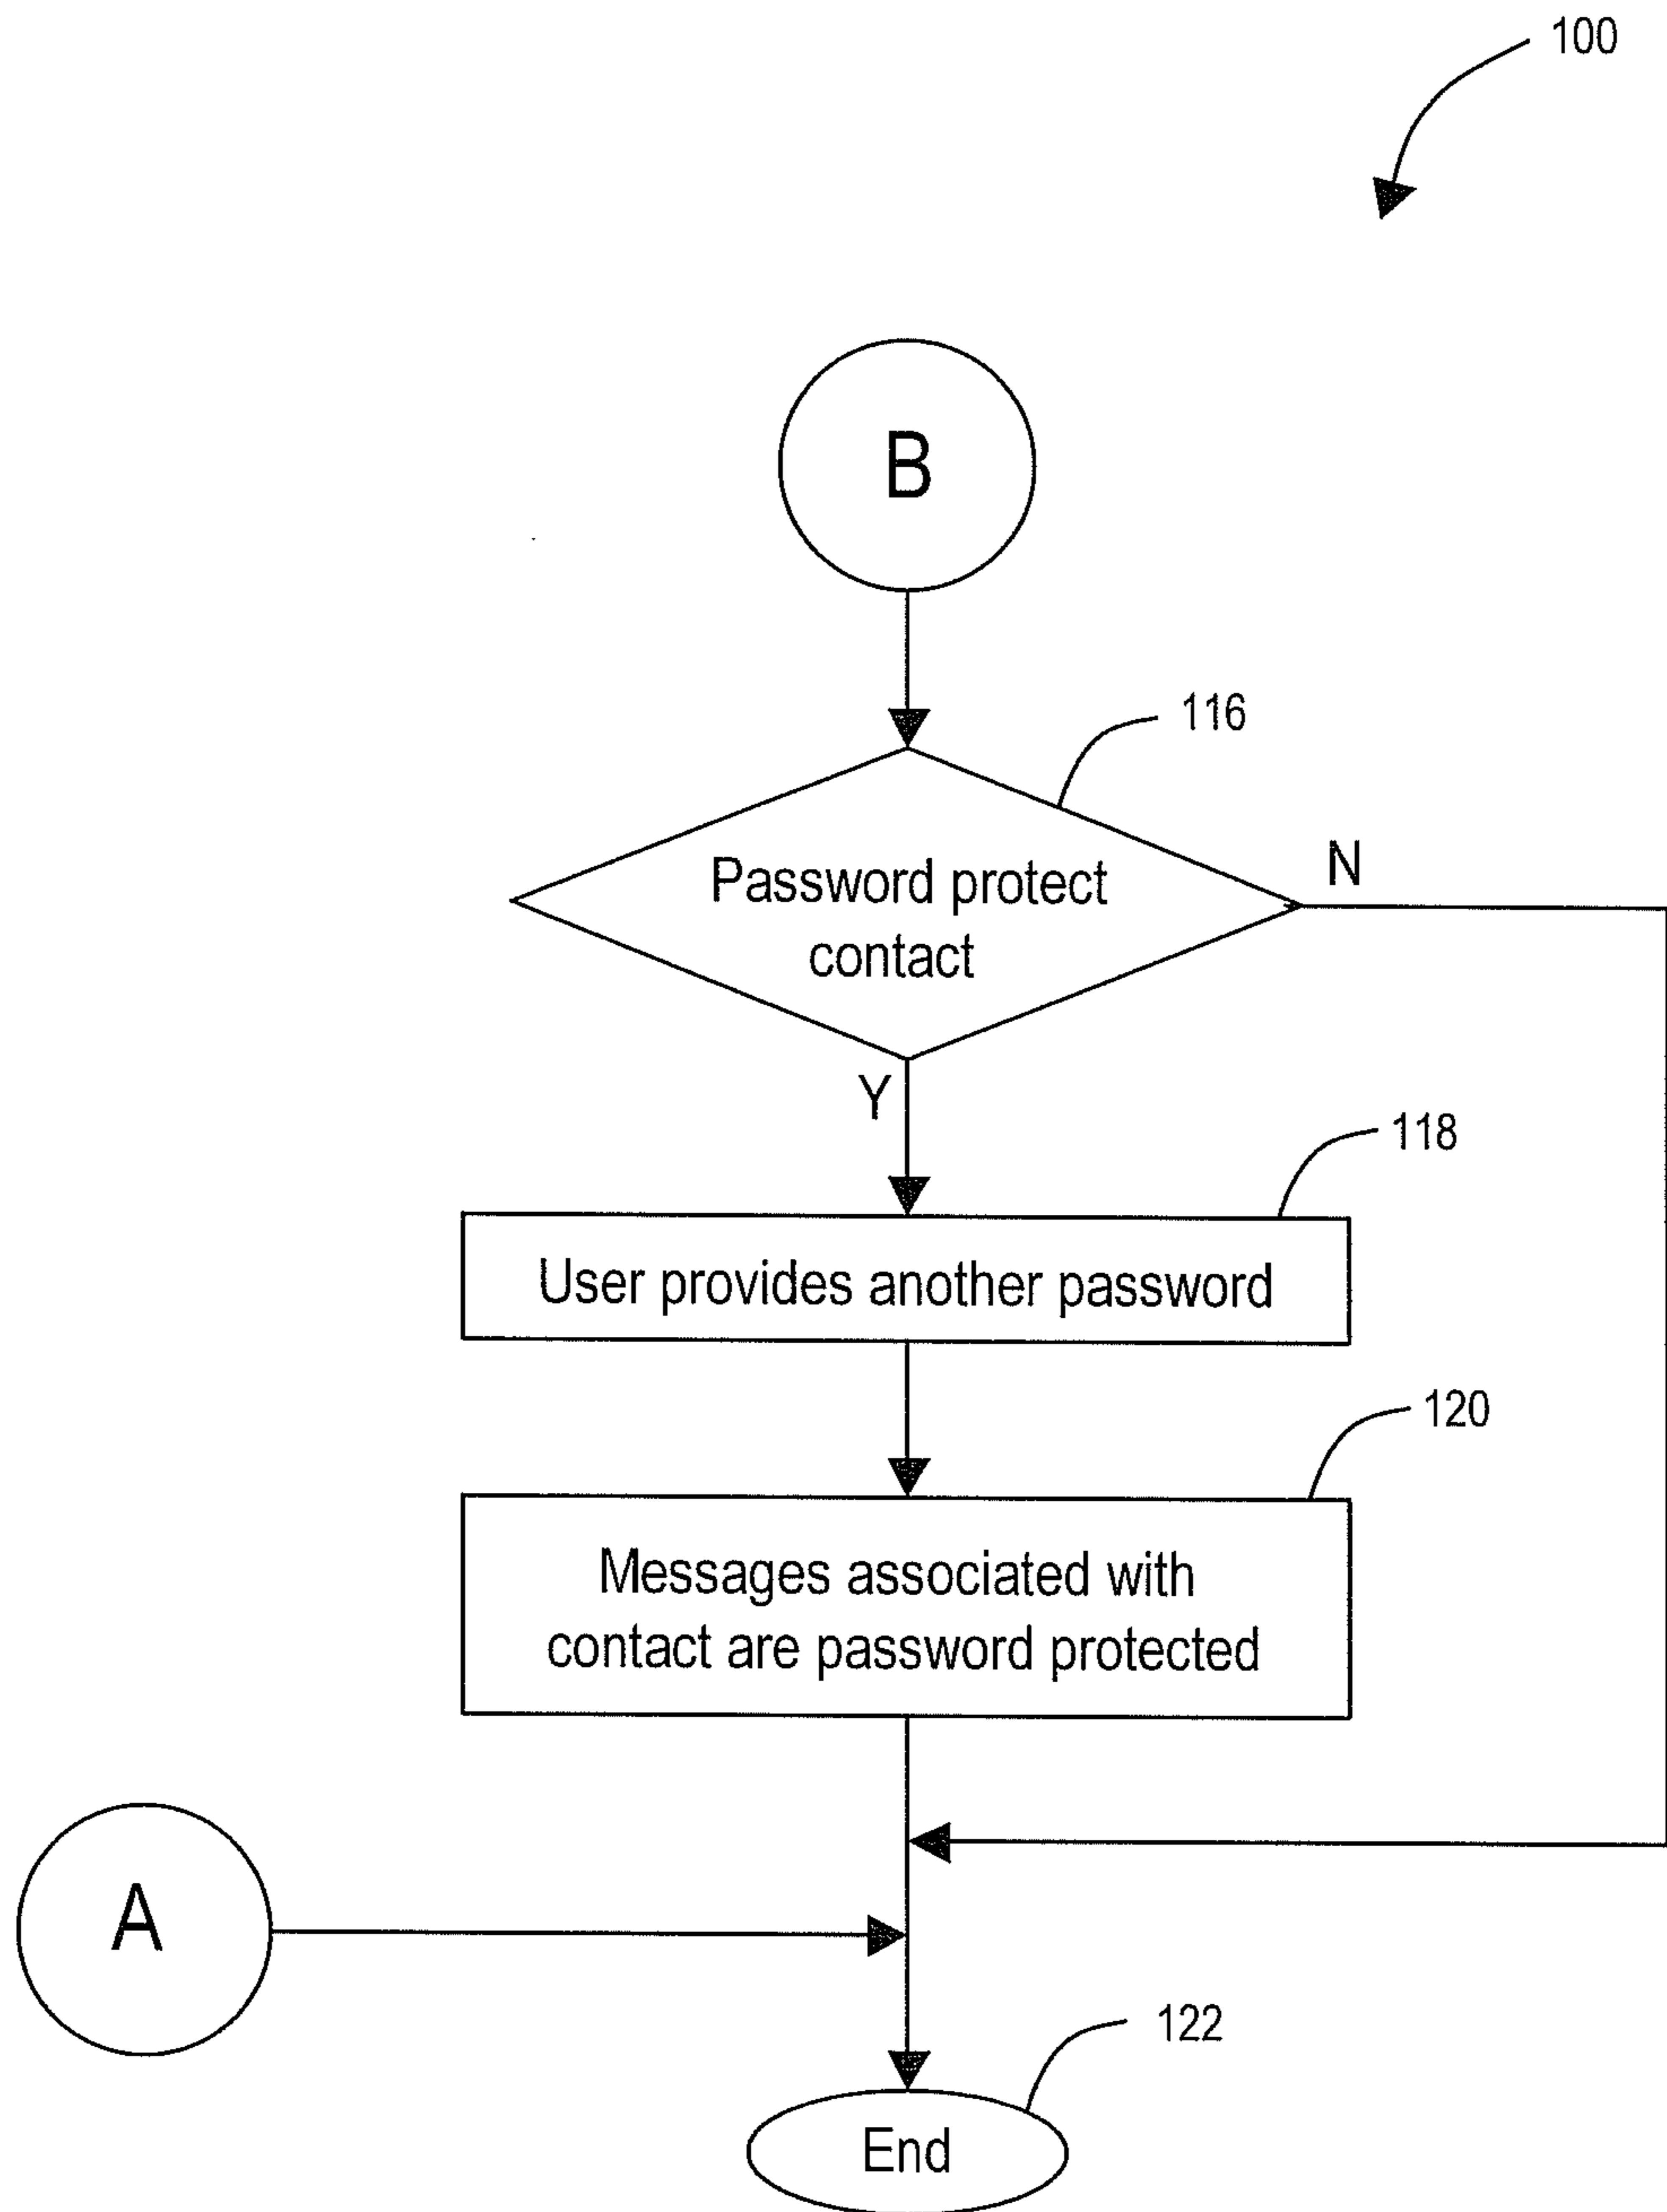 100
B
116
Password protect
contact
N
Y
118
User provides another password
120
Messages associated with
contact are password protected
A
122
End